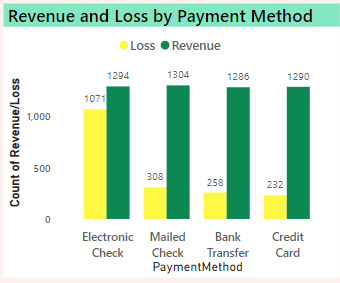 Revenue and Loss by Payment Method
Loss Revenue
Count of Revenue/Loss
1,000
500
0
1071
1294
308
1304
258
1286
232
1290
Electronic
Check
Mailed
Check
Bank
Transfer
Credit
Card
PaymentMethod